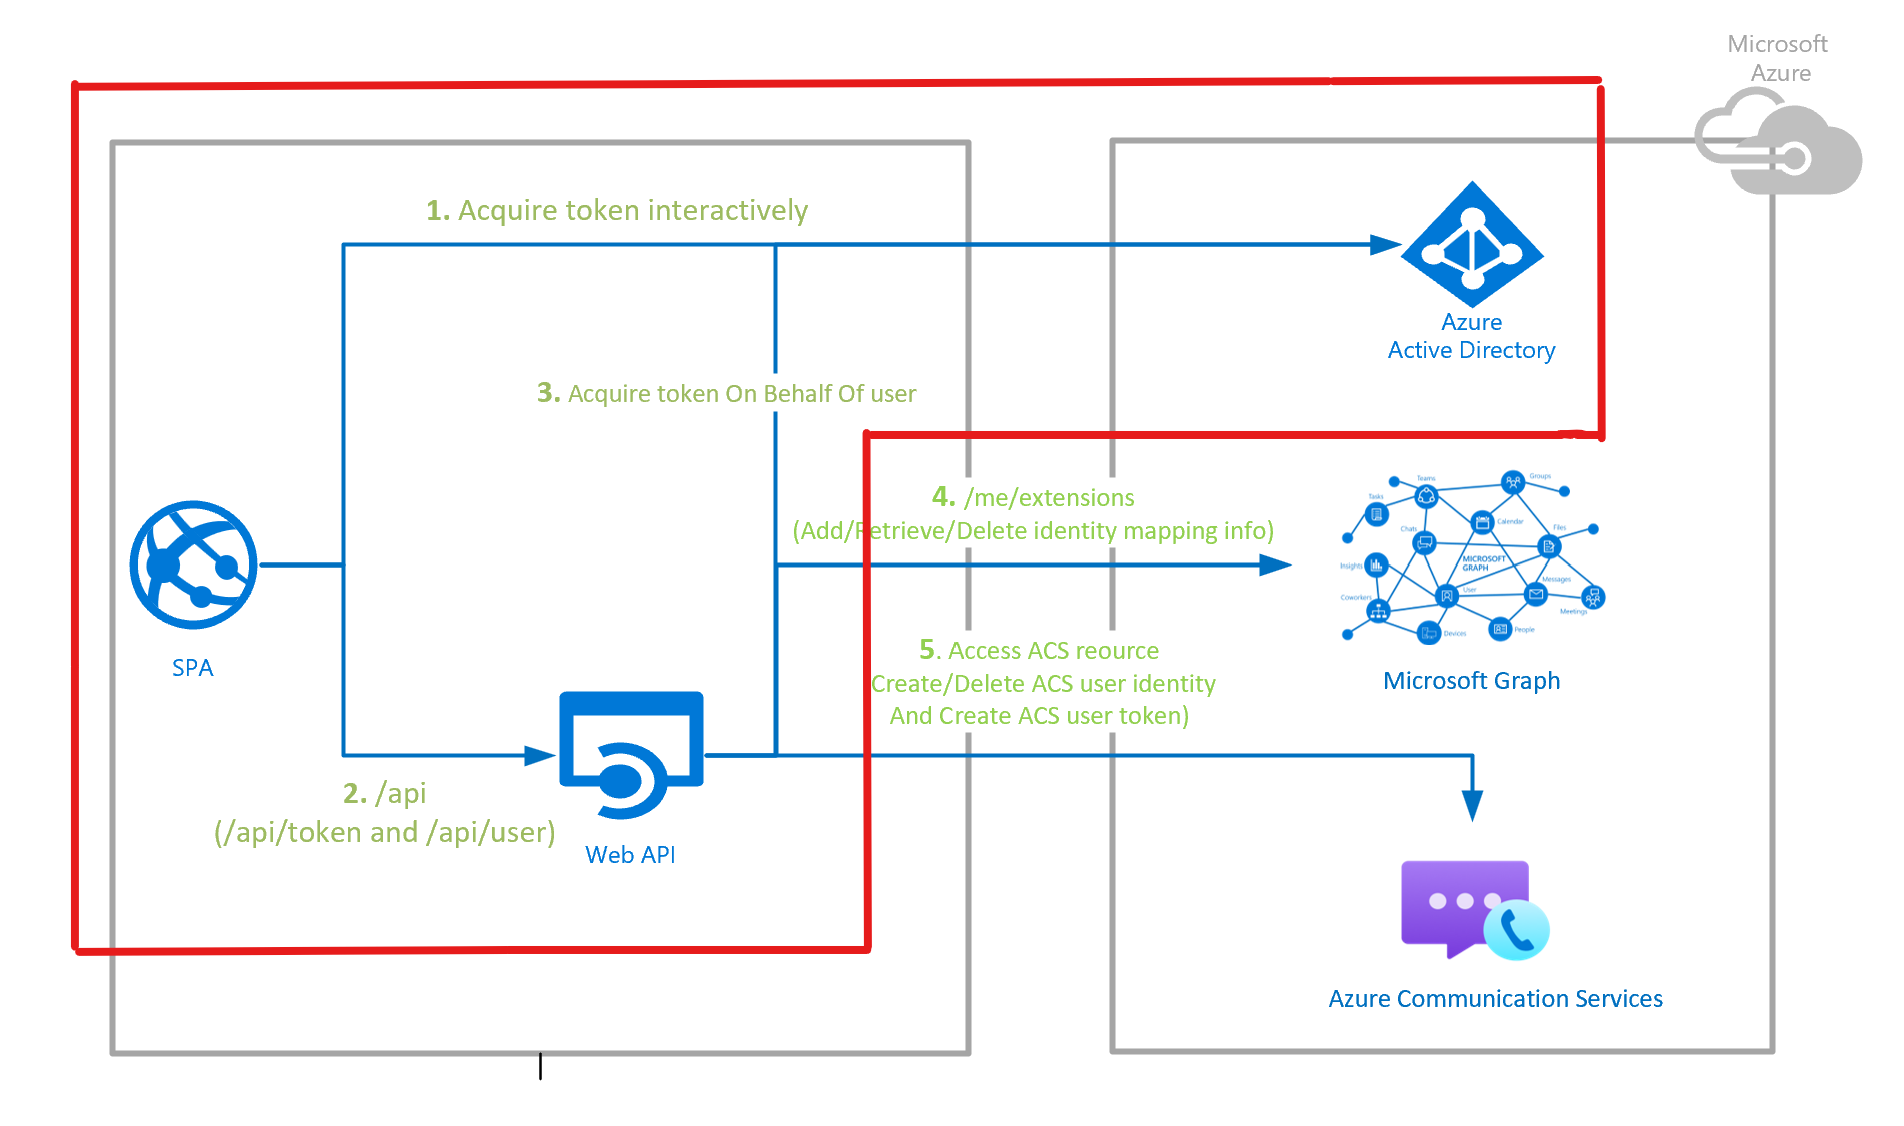 Microsoft
Azure
1. Acquire token interactively
Azure
Active Directory
3. Acquire token On Behalf Of user
4. /me/extensions
(Add/Retrieve/Delete identity mapping info)
Teams
Groups
Tasks
Calendar
Chats
Files
MICROSOFT
GRAPH
Insights
Messages
User
Coworkers
Meetings
Devices
People
Microsoft Graph
SPA
5. Access ACS reource
Create/Delete ACS user identity
And Create ACS user token)
2. /api
(/api/token and /api/user)
Web API
Azure Communication Services